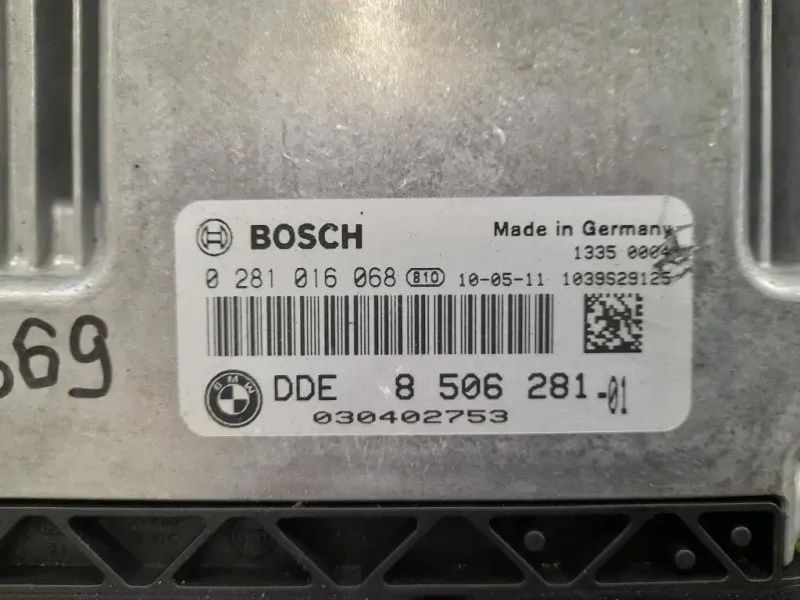 BOSCH
Made in Germany
1335 0004
0 281 016 068 810 10-05-11 1039S29125
BMW
DDE 8 506 281-01
030402753